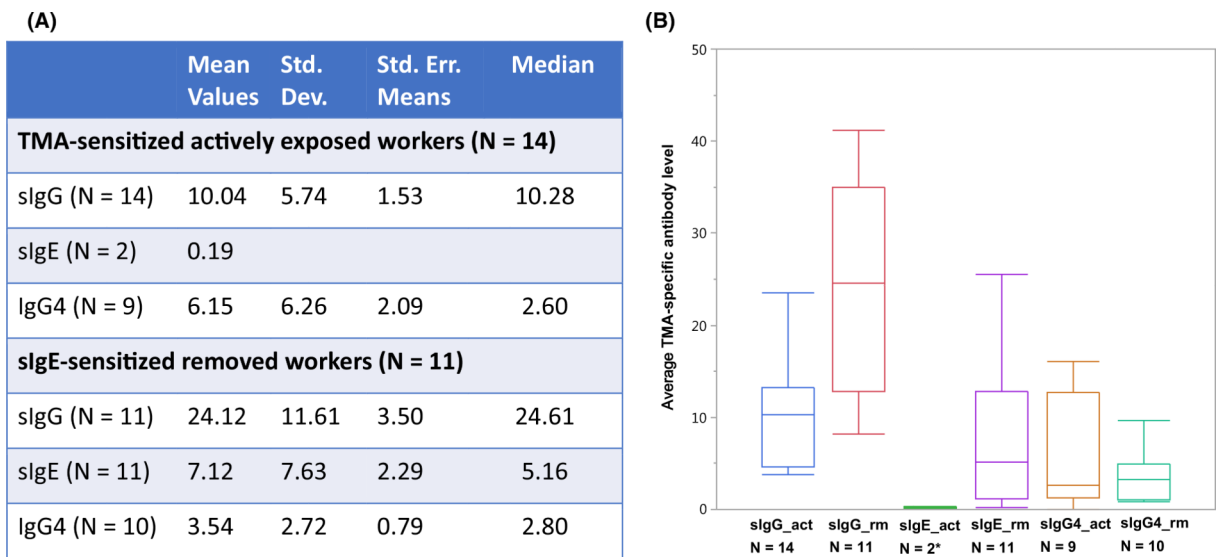 (A)
Mean Values Std. Dev. Std. Err. Means Median
TMA-sensitized actively exposed workers (N = 14)
sIgG (N = 14) 10.04 5.74 1.53 10.28
sIgE (N = 2) 0.19
IgG4 (N = 9) 6.15 6.26 2.09 2.60
sIgE-sensitized removed workers (N = 11)
sIgG (N = 11) 24.12 11.61 3.50 24.61
sIgE (N = 11) 7.12 7.63 2.29 5.16
IgG4 (N = 10) 3.54 2.72 0.79 2.80
(B)
Average TMA-specific antibody level
50
40
30
20
10
0
sIgG_act sIgG_rm sIgE_act sIgE_rm sIgG4_act sIgG4_rm
N = 14 N = 11 N = 2* N = 11 N = 9 N = 10